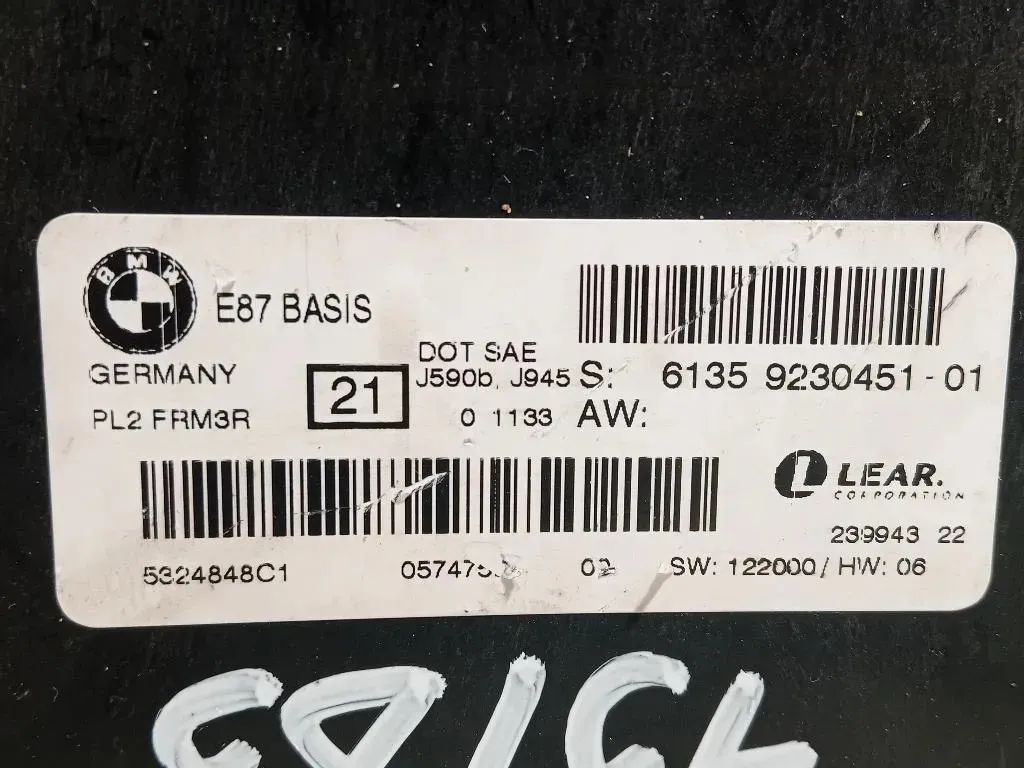 BMW
E87 BASIS
GERMANY
PL2 FRM3R
21
DOT SAE
J590b, J945
0 1133
S: 6135 9230451-01
AW:
LEAR.
CORPORATION
239943 22
5324848C1
02
SW: 122000/ HW: 06